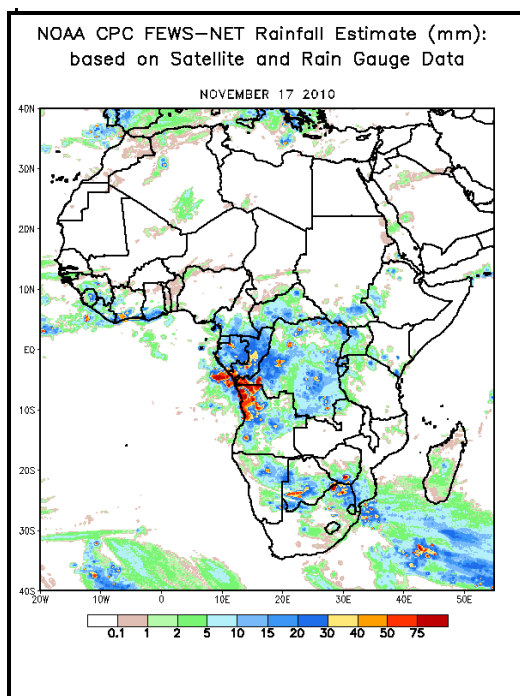 NOAA CPC FEWS-NET Rainfall Estimate (mm):
based on Satellite and Rain Gauge Data
NOVEMBER 17 2010
40N
30N
20N
10N
EQ
10S
20S
30S
40S
20W 10W 0 10E 20E 30E 40E 50E
0.1 1 2 5 10 15 20 30 40 50 75